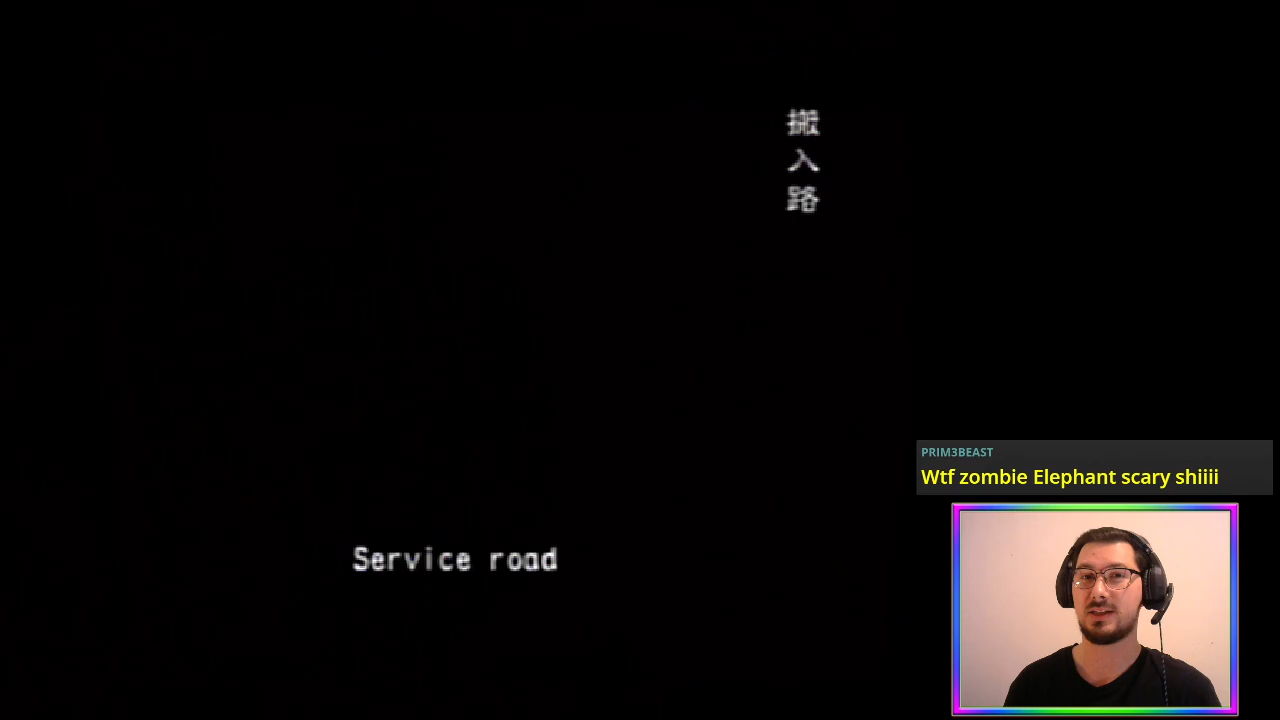 搬入路
Service road
PRIM3BEAST
Wtf zombie Elephant scary shiiii